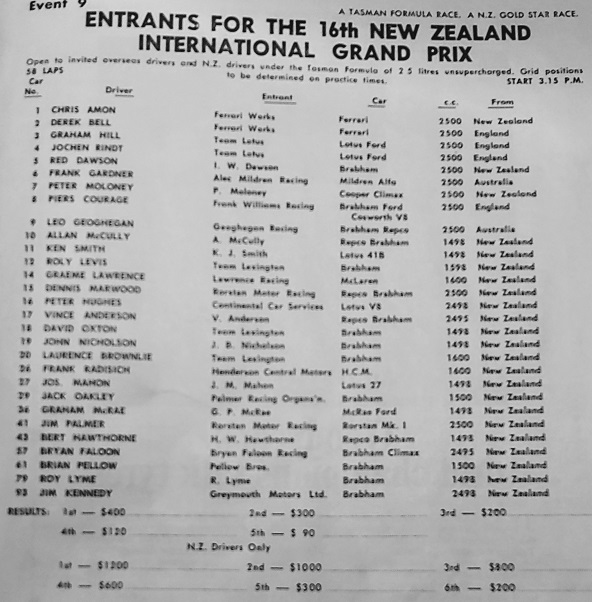 Event 9
A TASMAN FORMULA RACE. A N.Z. GOLD STAR RACE.
ENTRANTS FOR THE 16th NEW ZEALAND
INTERNATIONAL GRAND PRIX
Open to invited overseas drivers and N.Z. drivers under the Tasman Formula of 2.5 litres unsupercharged. Grid positions
58 LAPS to be determined on practice times. START 3.15 P.M.
Car No. Driver Entrant Car c.c. From
1 CHRIS AMON Ferrari Works Ferrari 2500 New Zealand
2 DEREK BELL Ferrari Works Ferrari 2500 England
3 GRAHAM HILL Team Lotus Lotus Ford 2500 England
4 JOCHEN RINDT Team Lotus Lotus Ford 2500 England
5 RED DAWSON I. W. Dawson Brabham 2500 New Zealand
6 FRANK GARDNER Alec Mildren Racing Mildren Alfa 2500 Australia
7 PETER MOLONEY P. Moloney Cooper Climax 2500 New Zealand
8 PIERS COURAGE Frank Williams Racing Brabham Ford 2500 England
Cosworth V8
9 LEO GEOGHEGAN Geoghegan Racing Brabham Repco 2500 Australia
10 ALLAN McCULLY A. McCully Repco Brabham 1498 New Zealand
11 KEN SMITH K. J. Smith Lotus 41B 1498 New Zealand
12 ROLY LEVIS Team Lexington Brabham 1598 New Zealand
14 GRAEME LAWRENCE Lawrence Racing McLaren 1600 New Zealand
15 DENNIS MARWOOD Rorstan Motor Racing Repco Brabham 2500 New Zealand
16 PETER HUGHES Continental Car Services Lotus V8 2498 New Zealand
17 VINCE ANDERSON V. Anderson Repco Brabham 2495 New Zealand
18 DAVID OXTON Team Lexington Brabham 1498 New Zealand
19 JOHN NICHOLSON J. B. Nicholson Brabham 1498 New Zealand
20 LAURENCE BROWNLIE Team Lexington Brabham 1600 New Zealand
26 FRANK RADISICH Henderson Central Motors H.C.M. 1600 New Zealand
27 JOS. MAHON J. M. Mahon Lotus 27 1498 New Zealand
29 JACK OAKLEY Palmer Racing Organs'n. Brabham 1500 New Zealand
36 GRAHAM McRAE G. P. McRae McRae Ford 1498 New Zealand
41 JIM PALMER Rorstan Motor Racing Rorstan Mk. I 2500 New Zealand
43 BERT HAWTHORNE H. W. Hawthorne Repco Brabham 1498 New Zealand
57 BRYAN FALOON Bryan Faloon Racing Brabham Climax 2495 New Zealand
61 BRIAN PELLOW Pellow Bros. Brabham 1500 New Zealand
79 ROY LYME R. Lyme Brabham 1498 New Zealand
93 JIM KENNEDY Greymouth Motors Ltd. Brabham 2498 New Zealand
RESULTS: 1st — $400 2nd — $300 3rd — $200
4th — $120 5th — $ 90
N.Z. Drivers Only
1st — $1200 2nd — $1000 3rd — $800
4th — $600 5th — $300 6th — $200